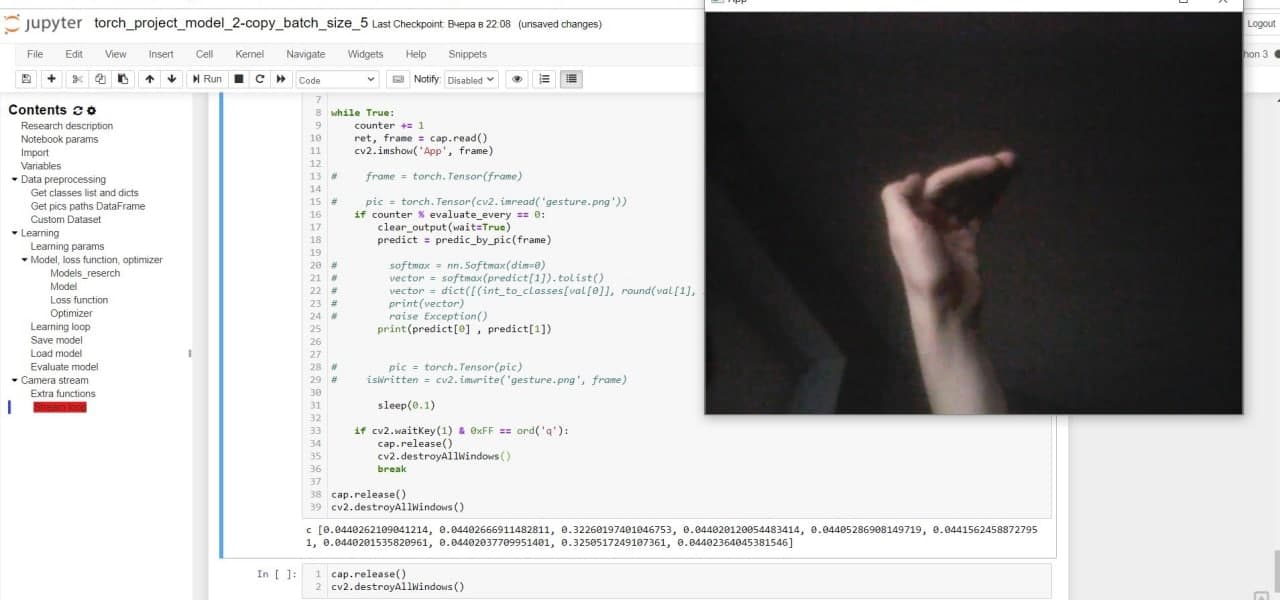 App
jupyter torch_project_model_2-copy_batch_size_5 Last Checkpoint: Вчера в 22.08 (unsaved changes)
Logout
File Edit View Insert Cell Kernel Navigate Widgets Help Snippets
hon 3
Run Code Notify: Disabled
Contents
Research description
Notebook params
Import
Variables
Data preprocessing
Get classes list and dicts
Get pics paths DataFrame
Custom Dataset
Learning
Learning params
Model, loss function, optimizer
Models_reserch
Model
Loss function
Optimizer
Learning loop
Save model
Load model
Evaluate model
Camera stream
Extra functions
7
8 while True:
9 counter += 1
10 ret, frame = cap.read()
11 cv2.imshow('App', frame)
12
13 # frame = torch.Tensor(frame)
14
15 # pic = torch.Tensor(cv2.imread('gesture.png'))
16 if counter % evaluate_every == 0:
17 clear_output(wait=True)
18 predict = predic_by_pic(frame)
19
20 # softmax = nn.Softmax(dim=0)
21 # vector = softmax(predict[1]).tolist()
22 # vector = dict([(int_to_classes[val[0]], round(val[1],
23 # print(vector)
24 # raise Exception()
25 print(predict[0] , predict[1])
26
27
28 # pic = torch.Tensor(pic)
29 # isWritten = cv2.imwrite('gesture.png', frame)
30
31 sleep(0.1)
32
33 if cv2.waitKey(1) & 0xFF == ord('q'):
34 cap.release()
35 cv2.destroyAllWindows()
36 break
37
38 cap.release()
39 cv2.destroyAllWindows()
c [0.0440262109041214, 0.04402666911482811, 0.32260197401046753, 0.044020120054483414, 0.04405286908149719, 0.0441562458872795
1, 0.0440201535820961, 0.04402037709951401, 0.3250517249107361, 0.04402364045381546]
In [ ]:
1 cap.release()
2 cv2.destroyAllWindows()